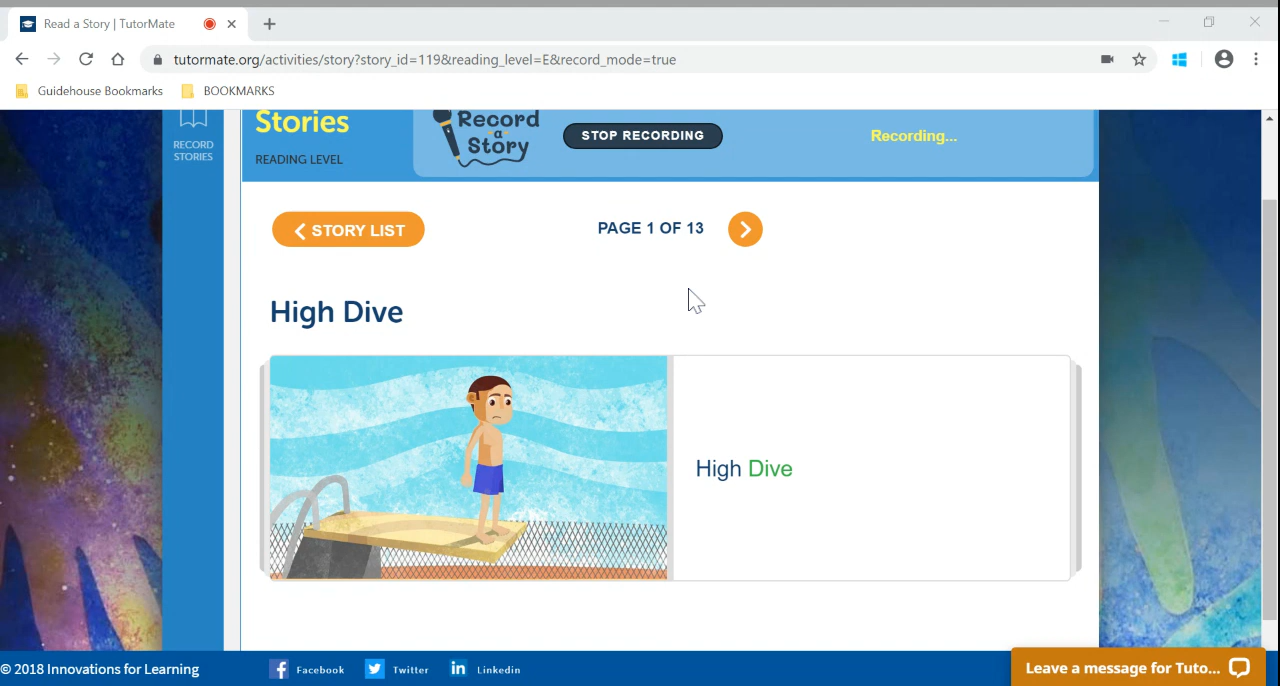 Read a Story | TutorMate
tutormate.org/activities/story?story_id=119&reading_level=E&record_mode=true
Guidehouse Bookmarks
BOOKMARKS
RECORD
STORIES
Stories
READING LEVEL
Record
a
Story
STOP RECORDING
Recording...
STORY LIST
PAGE 1 OF 13
High Dive
High Dive
© 2018 Innovations for Learning
Facebook
Twitter
in Linkedin
Leave a message for Tuto...